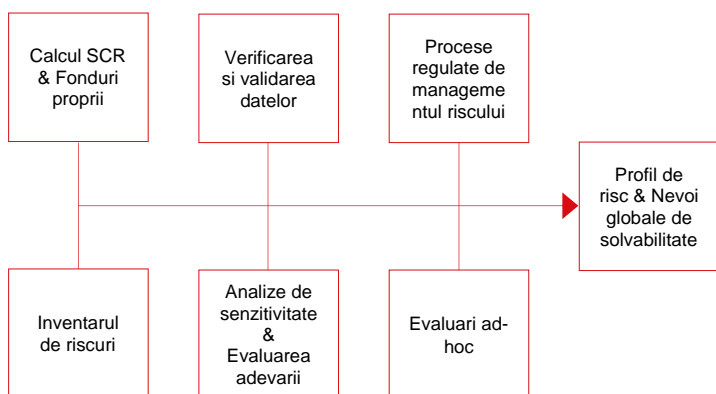 Calcul SCR
& Fonduri
proprii
Verificarea
si validarea
datelor
Procese
regulate de
manageme
ntul riscului
Profil de
risc & Nevoi
globale de
solvabilitate
Inventarul
de riscuri
Analize de
senzitivitate
&
Evaluarea
adevarii
Evaluari ad-
hoc